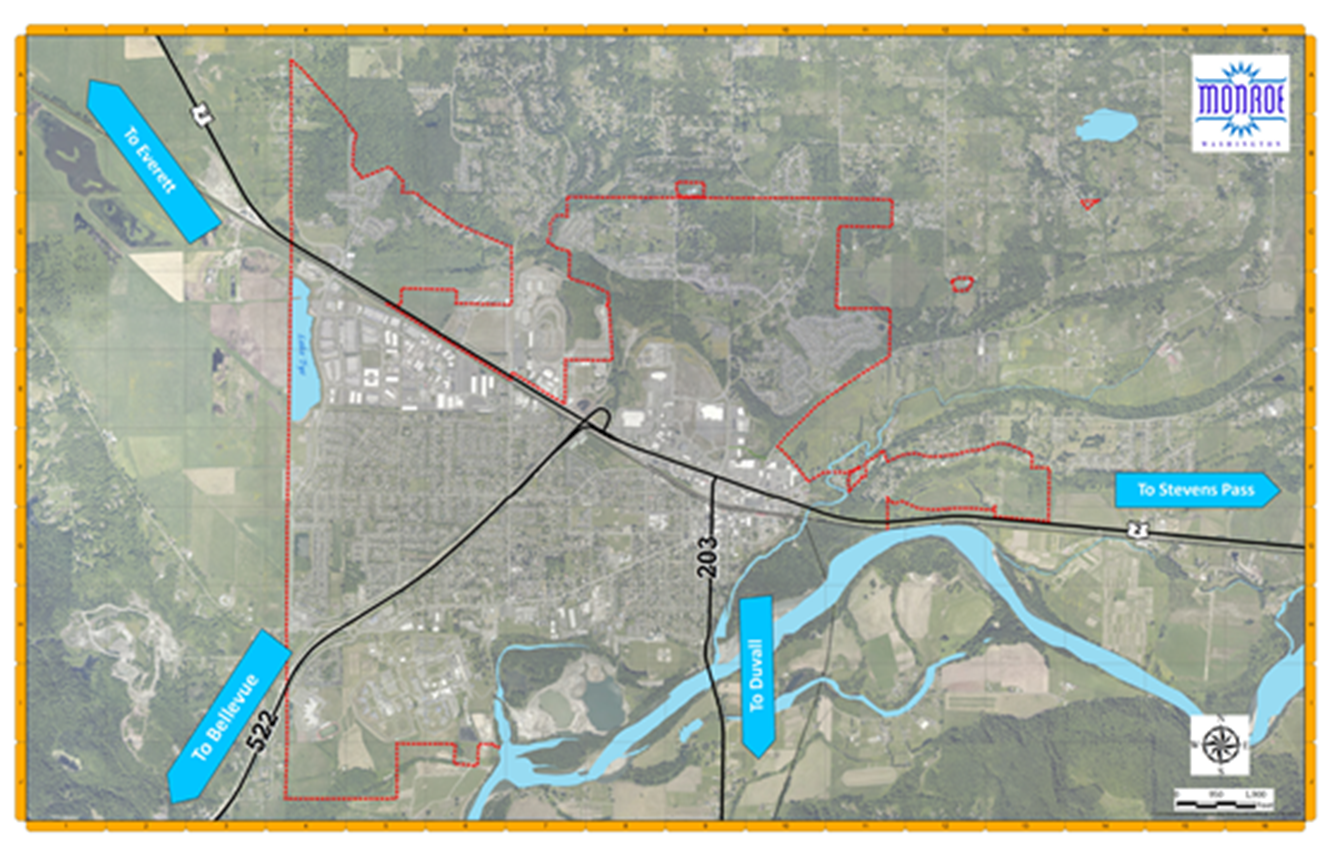 MONROE
WASHINGTON
2
To Everett
Lake Tye
To Stevens Pass
2
203
To Duvall
To Bellevue
522